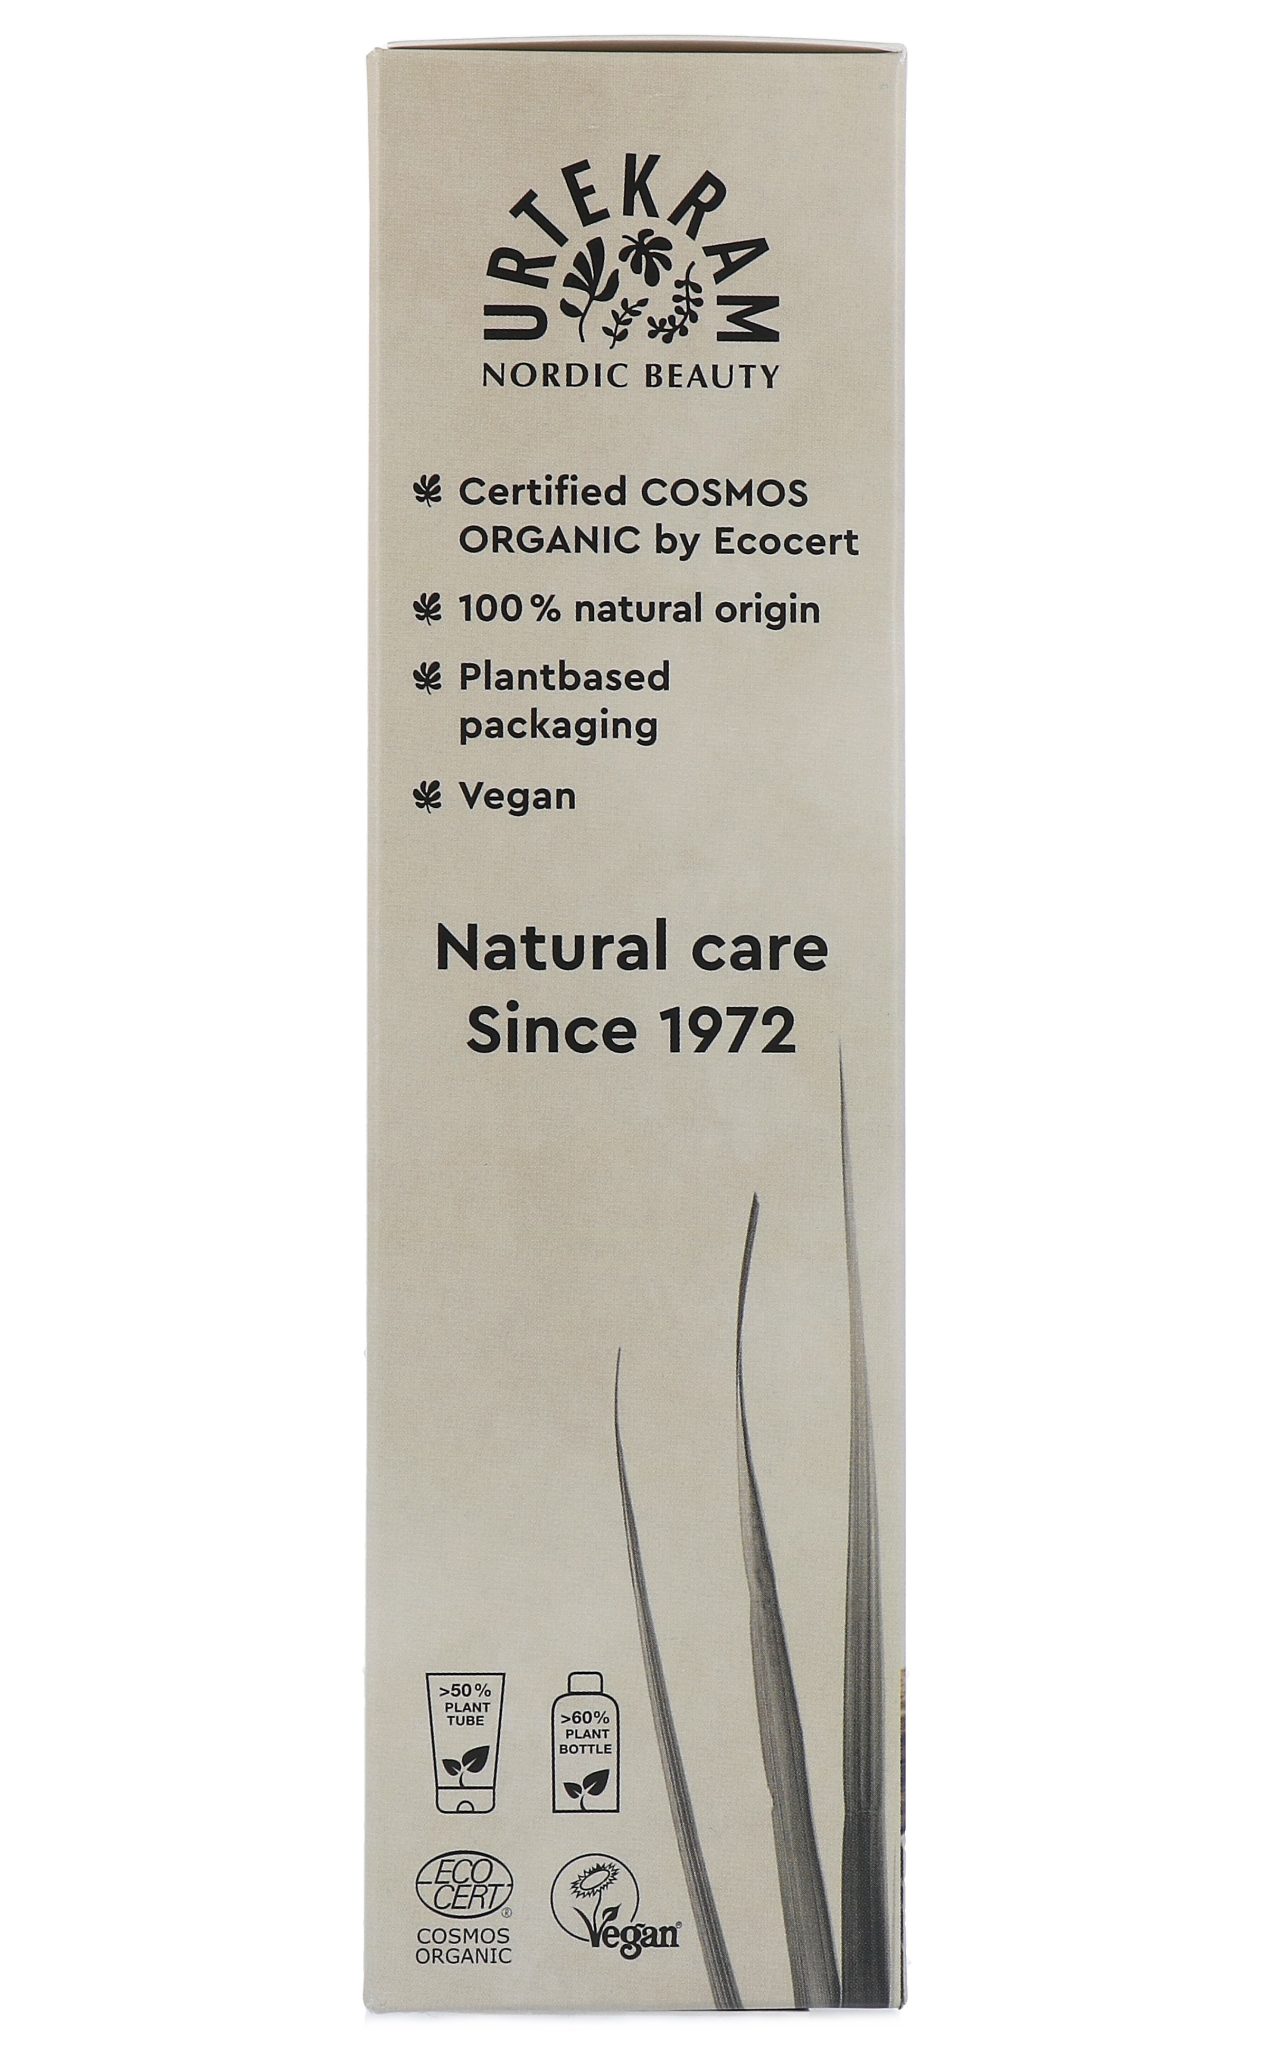 URTEKRAM
NORDIC BEAUTY
Certified COSMOS
ORGANIC by Ecocert
100 % natural origin
Plantbased
packaging
Vegan
Natural care
Since 1972
>50 %
PLANT
TUBE
>60%
PLANT
BOTTLE
ECO
CERT
®
COSMOS
ORGANIC
Vegan®